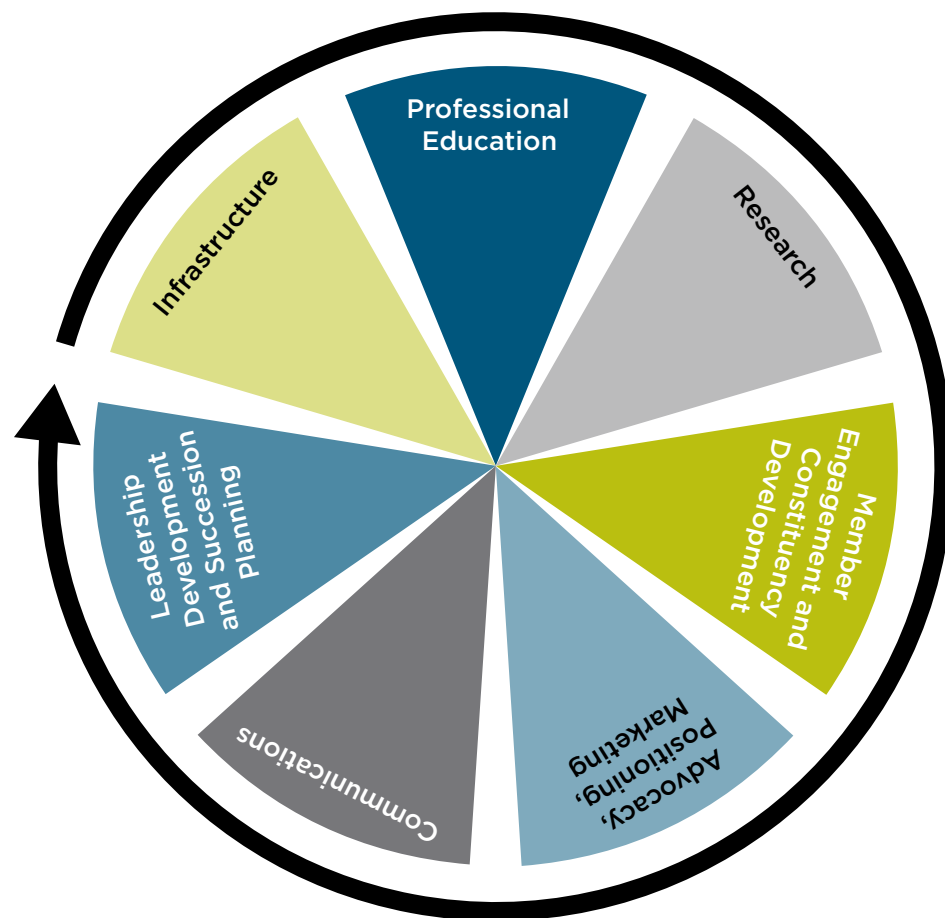 Professional
Education
Research
Member
Engagement and
Constituency
Development
Advocacy,
Positioning,
Marketing
Communications
Leadership
Development
and Succession
Planning
Infrastructure